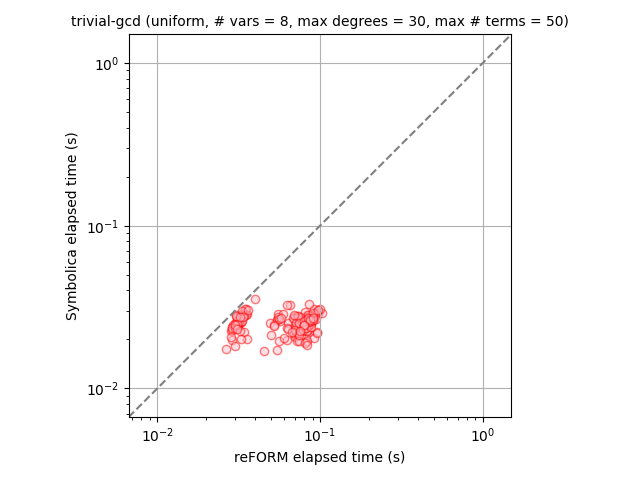 trivial-gcd (uniform, # vars = 8, max degrees = 30, max # terms = 50)
10⁰
10⁻¹
10⁻²
Symbolica elapsed time (s)
10⁻² 10⁻¹ 10⁰
reFORM elapsed time (s)